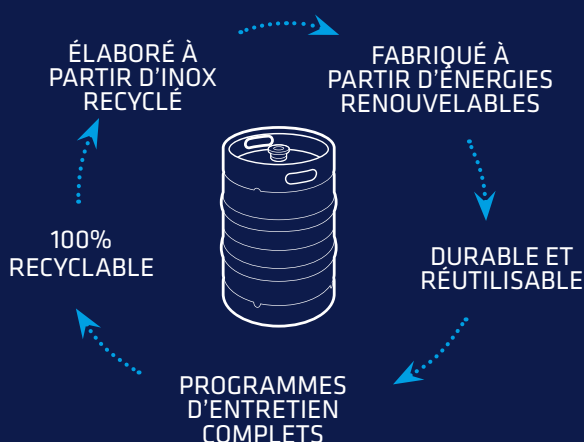 ÉLABORÉ À
PARTIR D'INOX
RECYCLÉ
FABRIQUÉ À
PARTIR D'ÉNERGIES
RENOUVELABLES
DURABLE ET
RÉUTILISABLE
PROGRAMMES
D'ENTRETIEN
COMPLETS
100%
RECYCLABLE